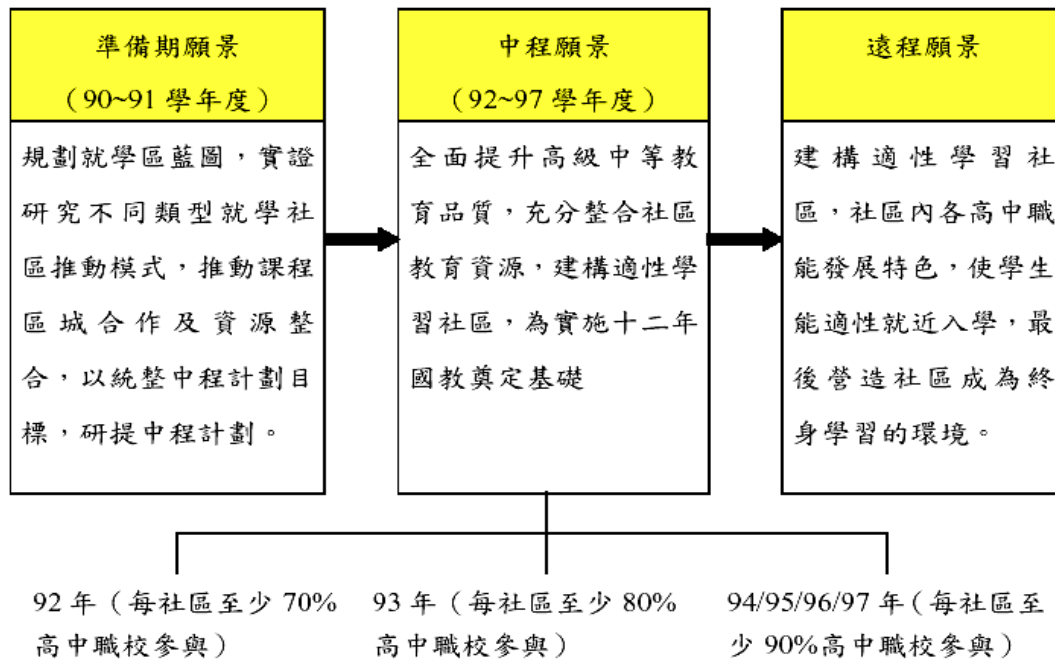 準備期願景
（90~91 學年度）
規劃就學區藍圖，實證
研究不同類型就學社
區推動模式，推動課程
區城合作及資源整
合，以統整中程計劃目
標，研提中程計劃。
中程願景
（92~97 學年度）
全面提升高級中等教
育品質，充分整合社區
教育資源，建構適性學
習社區，為實施十二年
國教奠定基礎
遠程願景
建構適性學習社
區，社區內各高中職
能發展特色，使學生
能適性就近入學，最
後營造社區成為終
身學習的環境。
92 年（每社區至少 70%
高中職校參與）
93 年（每社區至少 80%
高中職校參與）
94/95/96/97 年（每社區至
少 90%高中職校參與）